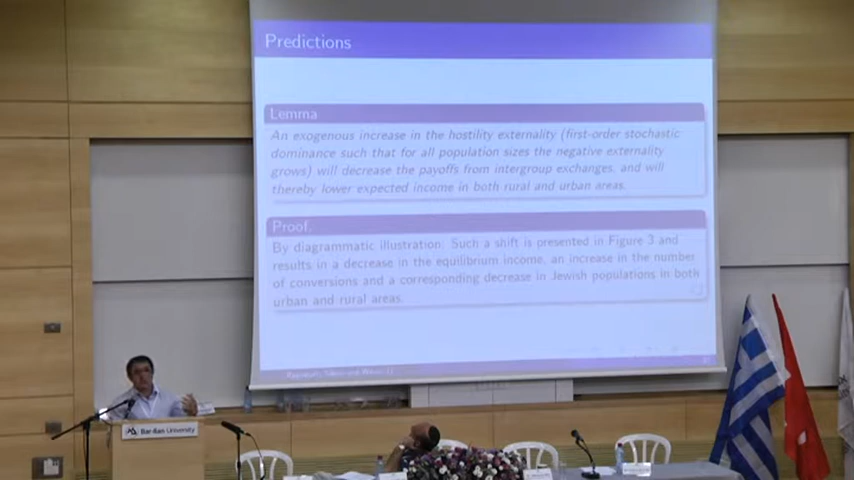 Predictions
Lemma
An exogenous increase in the hostility externality (first-order stochastic
dominance such that for all population sizes the negative externality
grows) will decrease the payoffs from intergroup exchanges, and will
thereby lower expected income in both rural and urban areas.
Proof.
By diagrammatic illustration. Such a shift is presented in Figure 3 and
results in a decrease in the equilibrium income, an increase in the number
of conversions and a corresponding decrease in Jewish populations in both
urban and rural areas.
Bar-Ilan University